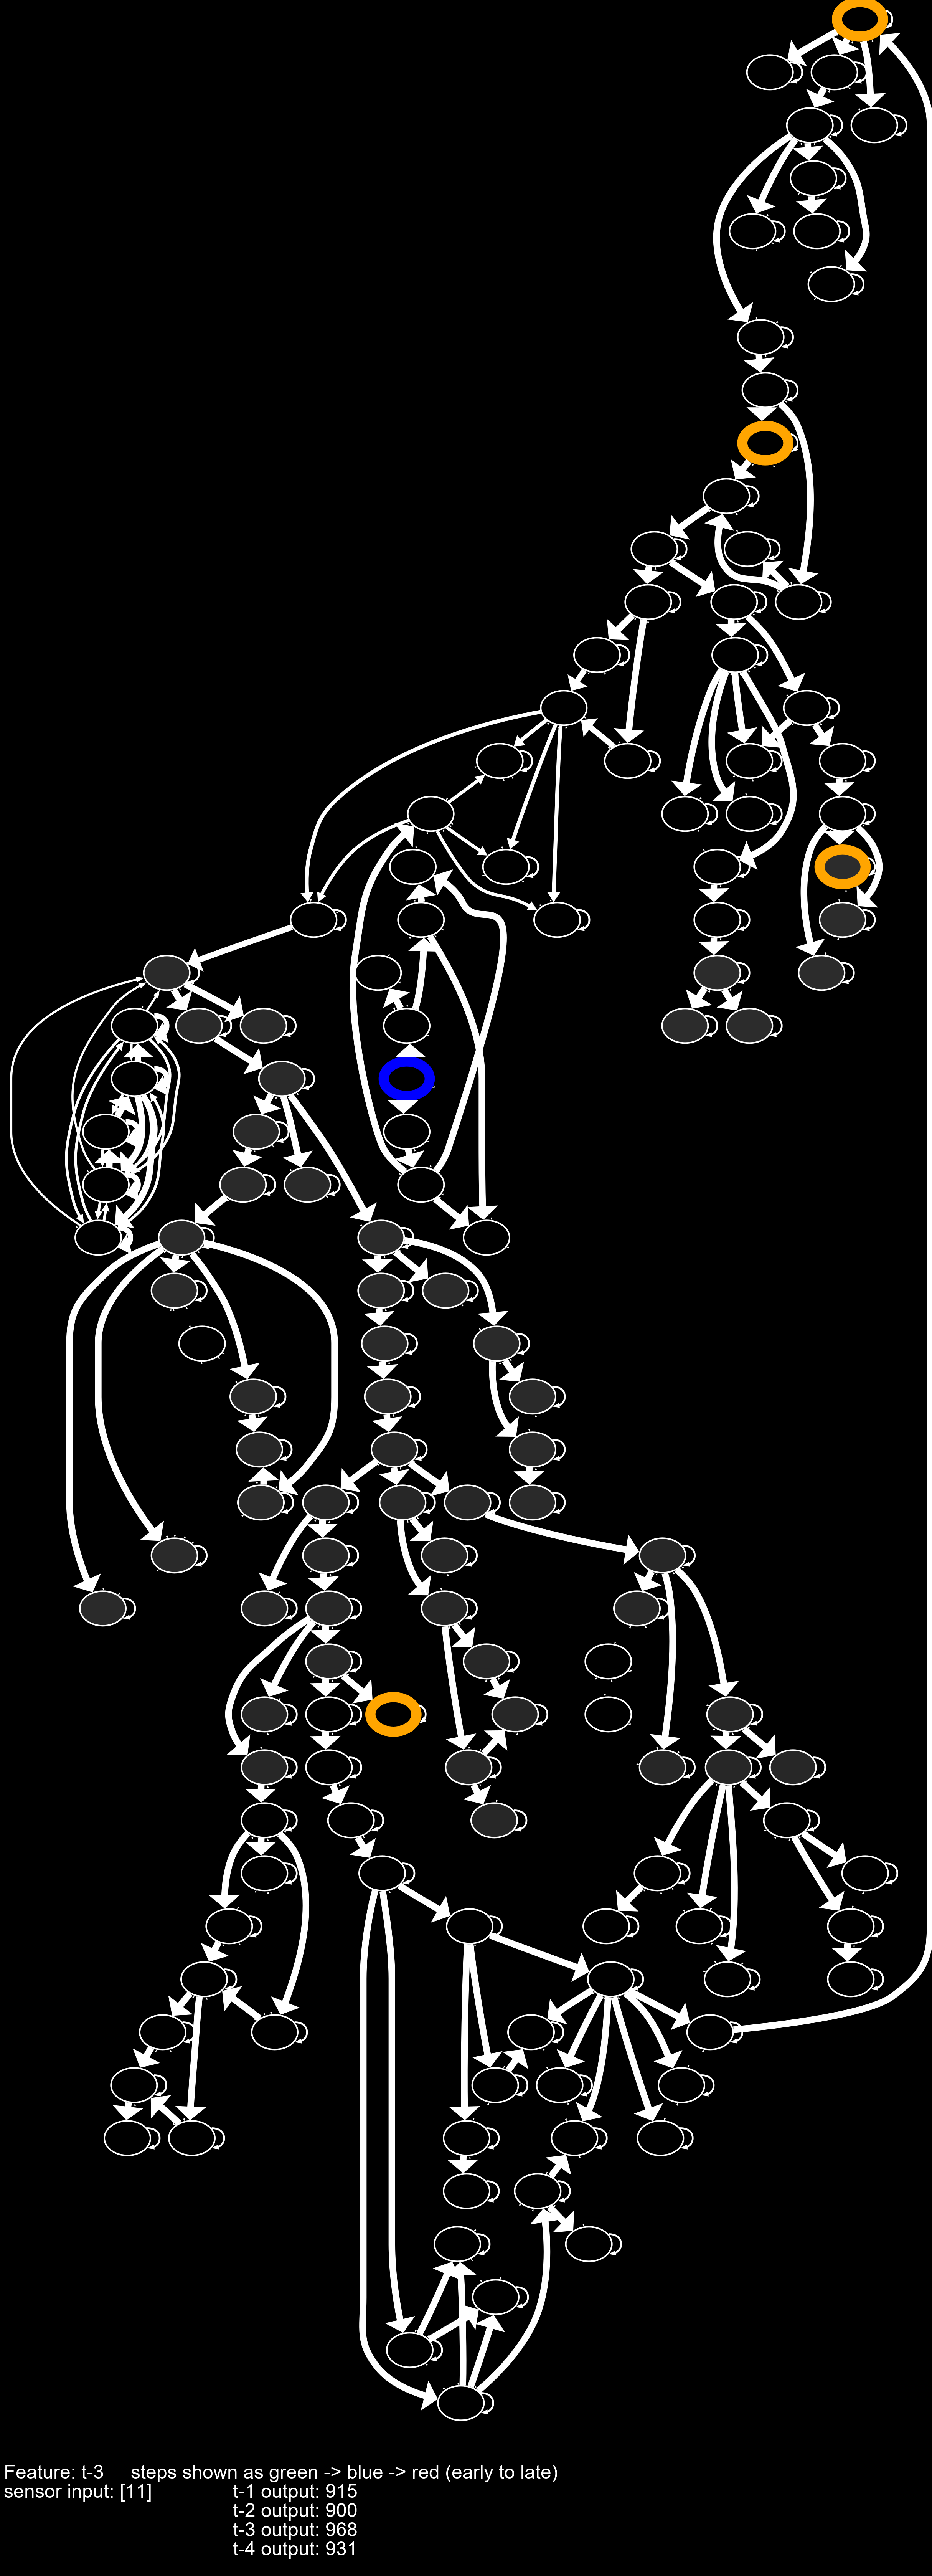 Feature: t-3     steps shown as green -> blue -> red (early to late)
sensor input: [11]               t-1 output: 915
t-2 output: 900
t-3 output: 968
t-4 output: 931